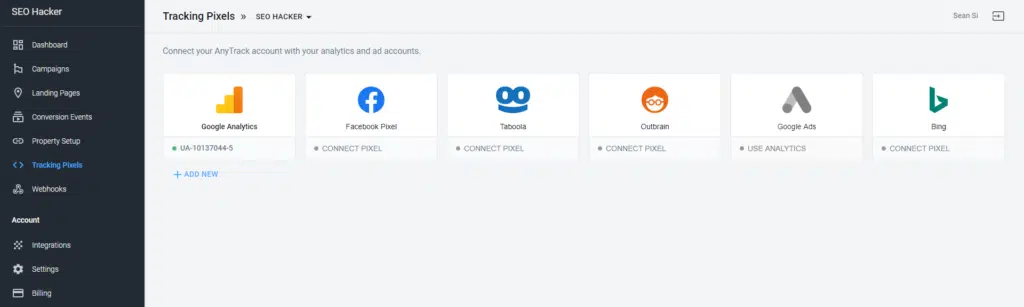 SEO Hacker
Dashboard
Campaigns
Landing Pages
Conversion Events
Property Setup
Tracking Pixels
Webhooks
Account
Integrations
Settings
Billing
Tracking Pixels » SEO HACKER
Sean Si
Connect your AnyTrack account with your analytics and ad accounts.
Google Analytics
UA-10137044-5
ADD NEW
Facebook Pixel
CONNECT PIXEL
Taboola
CONNECT PIXEL
Outbrain
CONNECT PIXEL
Google Ads
USE ANALYTICS
Bing
CONNECT PIXEL